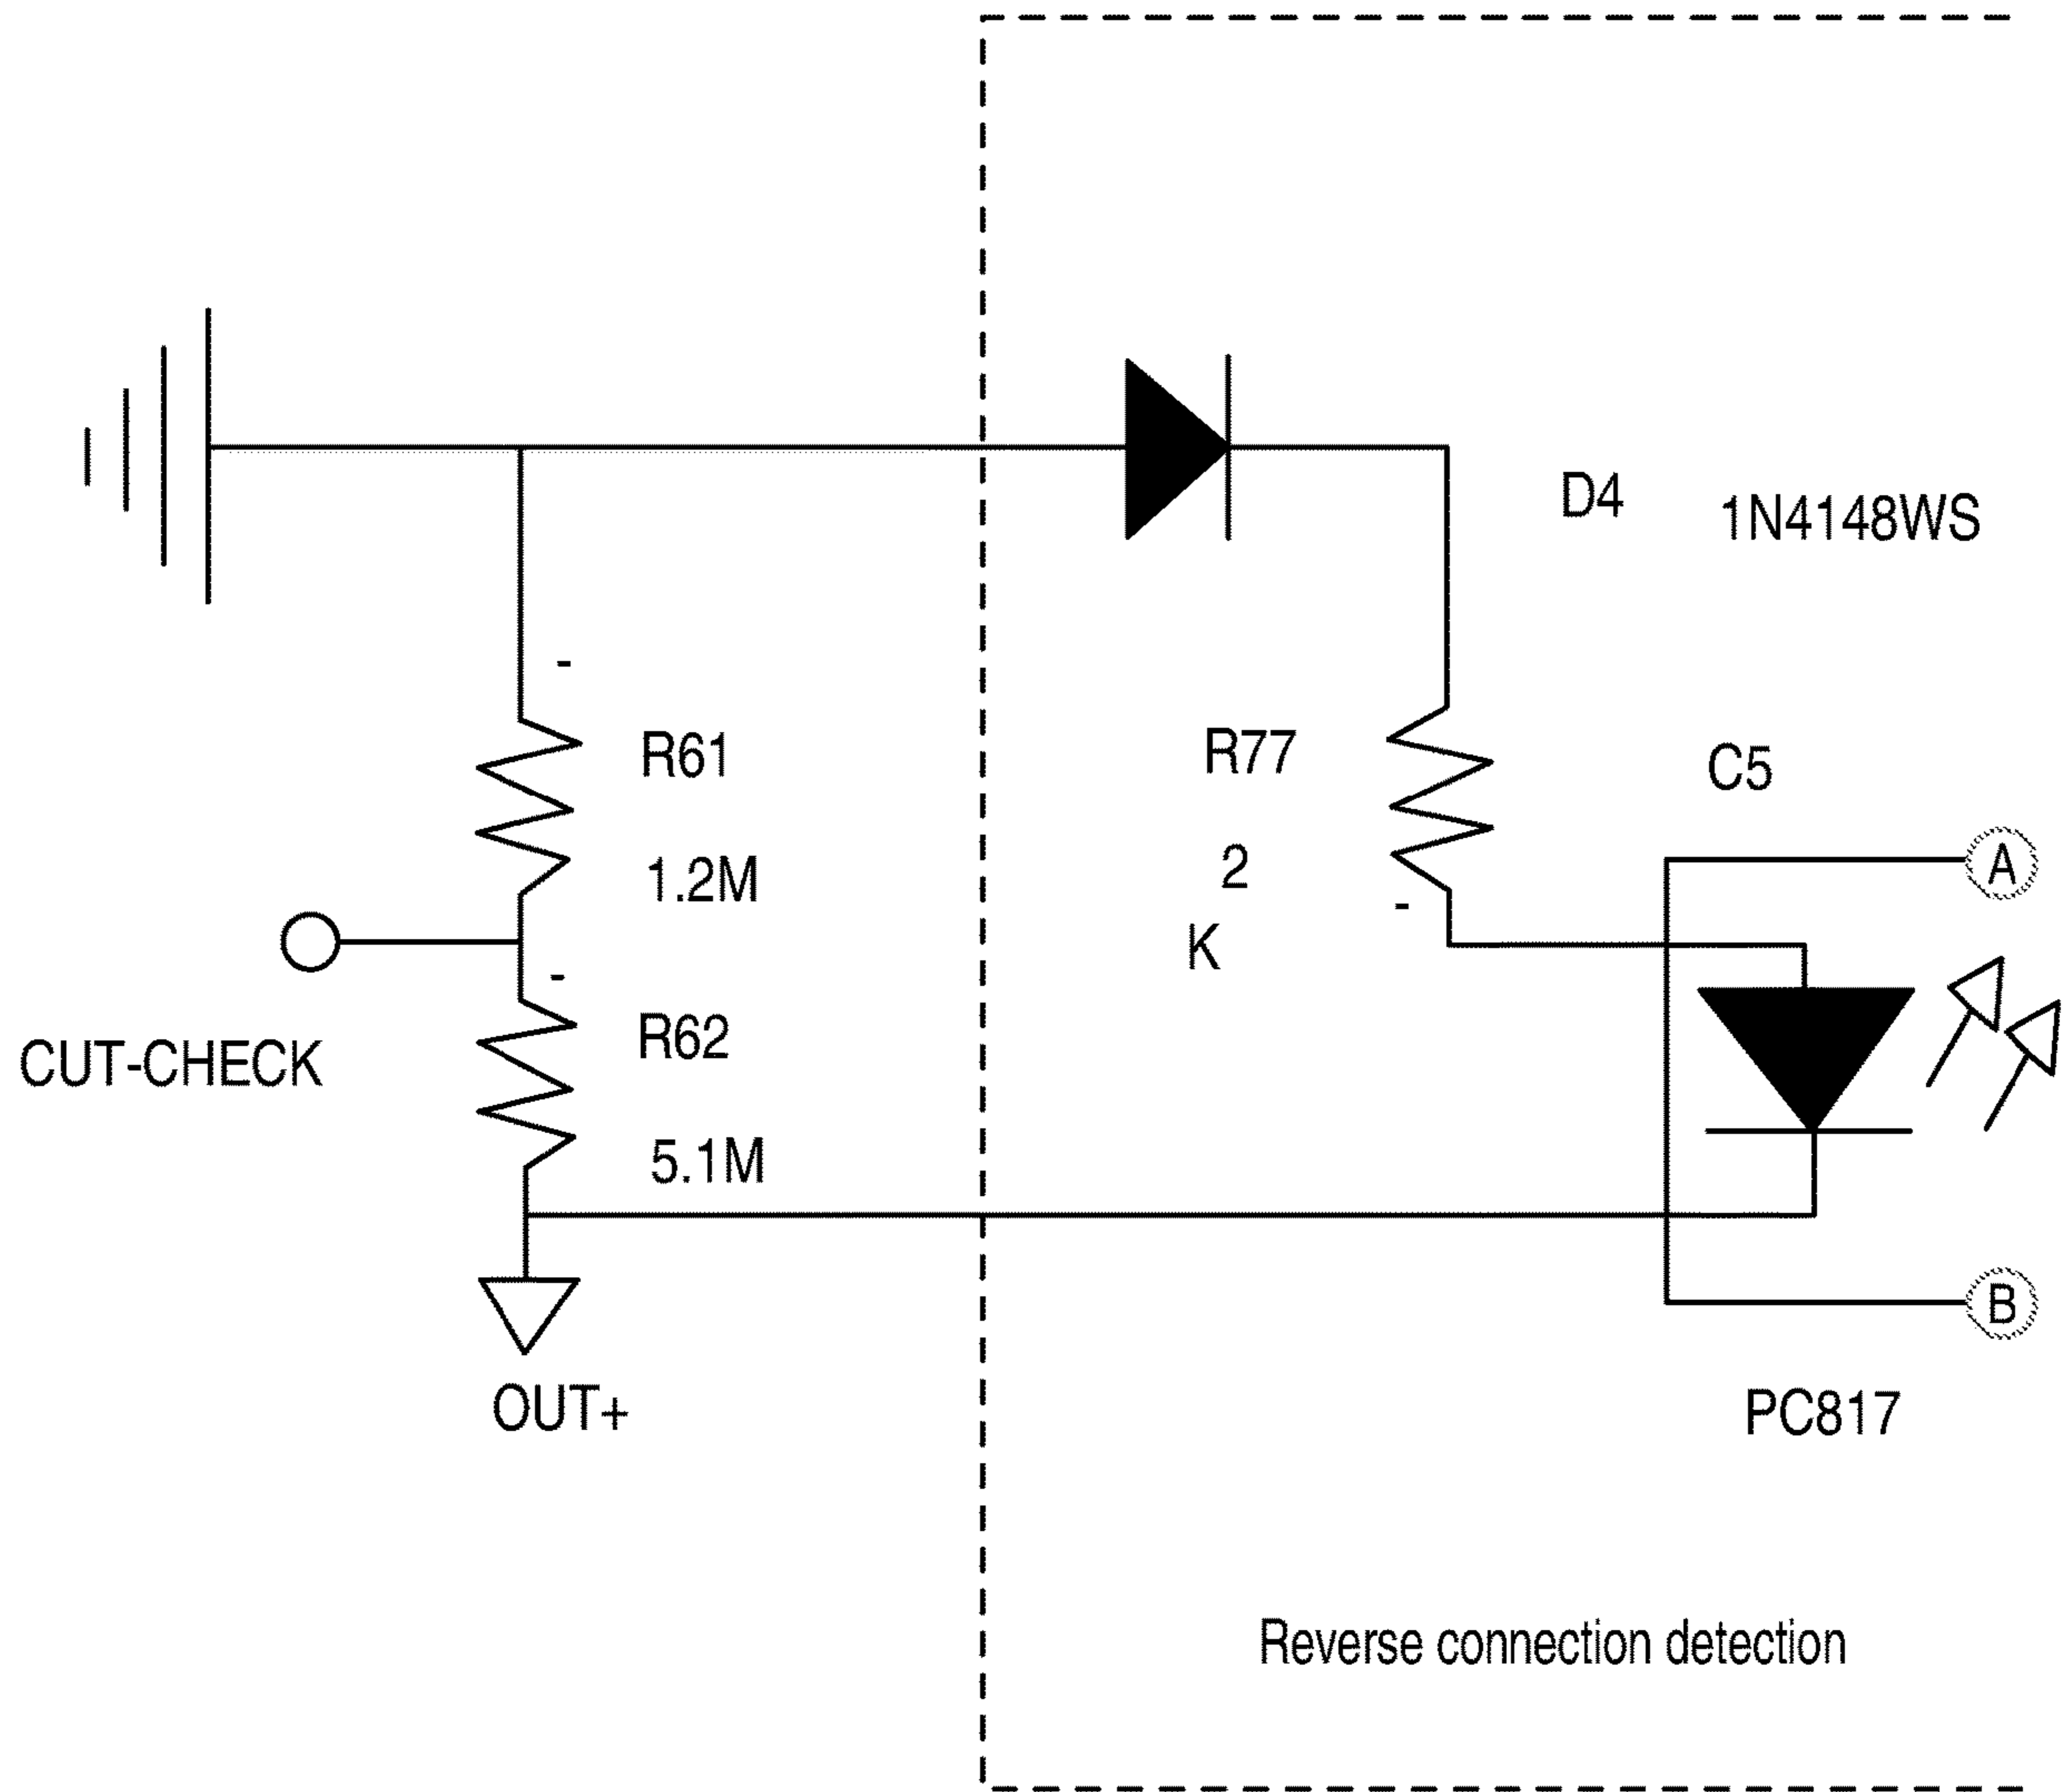 D4
1N4148WS
R61
1.2M
R77
2
K
C5
A
CUT-CHECK
R62
5.1M
B
OUT+
PC817
Reverse connection detection